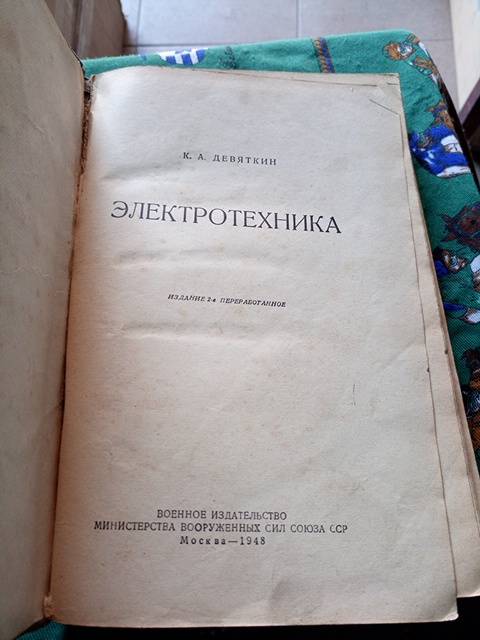 К. А. ДЕВЯТКИН
ЭЛЕКТРОТЕХНИКА
ИЗДАНИЕ 2-е ПЕРЕРАБОТАННОЕ
ВОЕННОЕ ИЗДАТЕЛЬСТВО
МИНИСТЕРСТВА ВООРУЖЕННЫХ СИЛ СОЮЗА ССР
Москва—1948